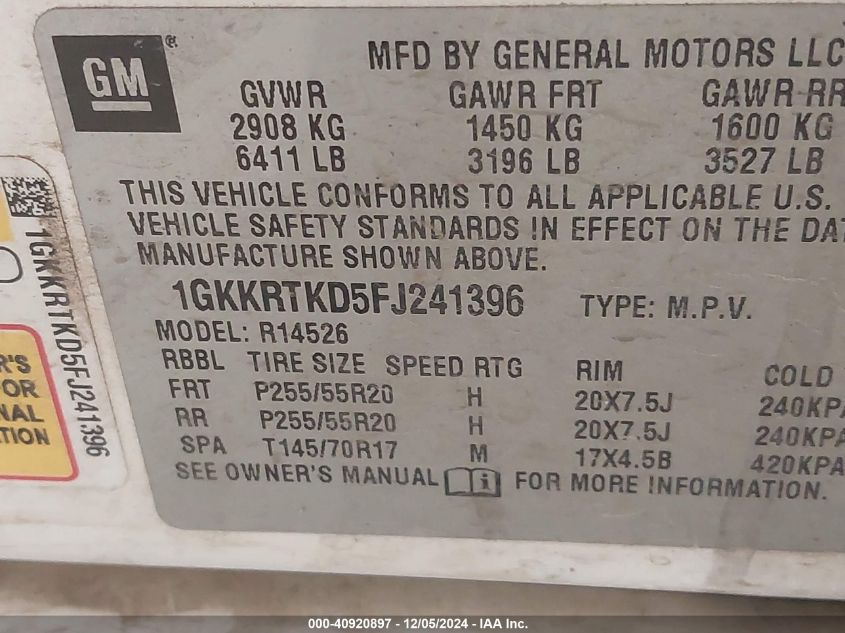 GM ®
MFD BY GENERAL MOTORS LLC
GVWR GAWR FRT GAWR RR
2908 KG 1450 KG 1600 KG
6411 LB 3196 LB 3527 LB
THIS VEHICLE CONFORMS TO ALL APPLICABLE U.S.
VEHICLE SAFETY STANDARDS IN EFFECT ON THE DAT
MANUFACTURE SHOWN ABOVE.
1GKKRTKD5FJ241396 TYPE: M.P.V.
MODEL: R14526
RBBL TIRE SIZE SPEED RTG RIM COLD
FRT P255/55R20 H 20X7.5J 240KPA
RR P255/55R20 H 20X7.5J 240KPA
SPA T145/70R17 M 17X4.5B 420KPA
SEE OWNER'S MANUAL i FOR MORE INFORMATION.
1GKKRTKD5FJ241396
R'S
FOR
NAL
TION
000-40920897 - 12/05/2024 - IAA Inc.